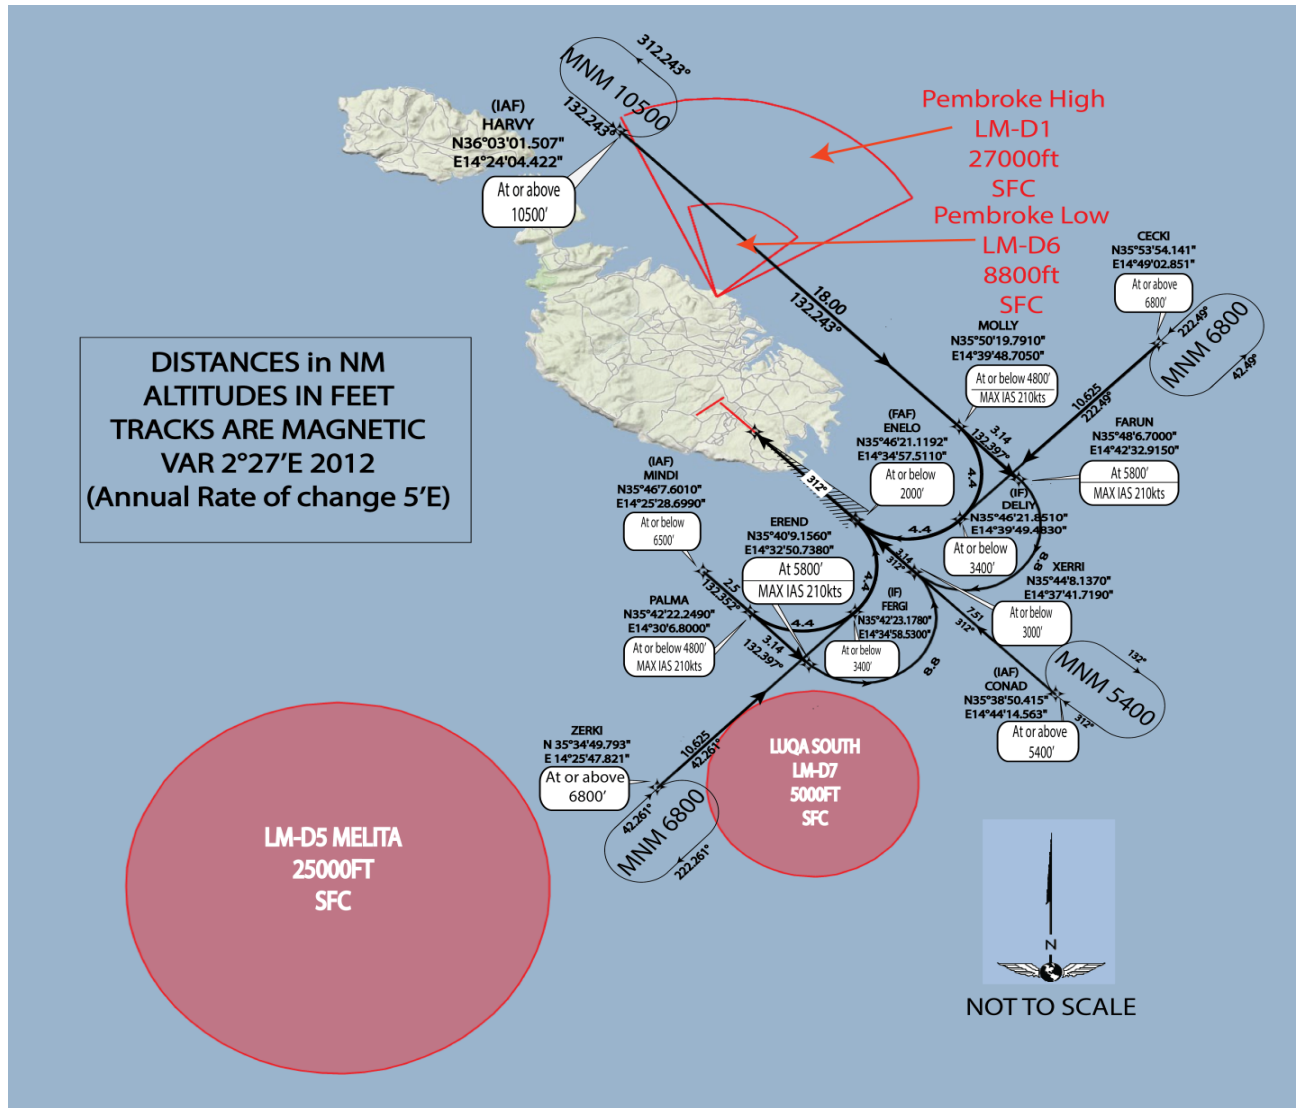 312.243°
MNM 10500
132.243°
(IAF)
HARVY
N36°03'01.507"
E14°24'04.422"
At or above
10500'
Pembroke High
LM-D1
27000ft
SFC
Pembroke Low
LM-D6
8800ft
SFC
18.00
132.243°
CECKI
N35°53'54.141"
E14°49'02.851"
At or above
6800'
222.49°
MNM 6800
42.49°
10.625
222.49°
MOLLY
N35°50'19.7910"
E14°39'48.7050"
At or below 4800'
MAX IAS 210kts
3.14
132.397°
FARUN
N35°48'6.7000"
E14°42'32.9150"
At 5800'
MAX IAS 210kts
DISTANCES in NM
ALTITUDES IN FEET
TRACKS ARE MAGNETIC
VAR 2°27'E 2012
(Annual Rate of change 5'E)
(FAF)
ENELO
N35°46'21.1192"
E14°34'57.5110"
At or below
2000'
312°
4.4
4.4
(IF)
DELIY
N35°46'21.8510"
E14°39'49.4830"
At or below
3400'
8.8
(IAF)
MINDI
N35°46'7.6010"
E14°25'28.6990"
At or below
6500'
2.5
132.352°
EREND
N35°40'9.1560"
E14°32'50.7380"
At 5800'
MAX IAS 210kts
3.14
312°
XERRI
N35°44'8.1370"
E14°37'41.7190"
At or below
3000'
PALMA
N35°42'22.2490"
E14°30'6.8000"
At or below 4800'
MAX IAS 210kts
4.4
4.4
3.14
132.397°
(IF)
FERGI
N35°42'23.1780"
E14°34'58.5300"
At or below
3400'
8.8
7.51
312°
132°
MNM 5400
312°
(IAF)
CONAD
N35°38'50.415"
E14°44'14.563"
At or above
5400'
ZERKI
N 35°34'49.793"
E 14°25'47.821"
At or above
6800'
10.625
42.261°
42.261°
MNM 6800
222.261°
LUQA SOUTH
LM-D7
5000FT
SFC
LM-D5 MELITA
25000FT
SFC
N
NOT TO SCALE